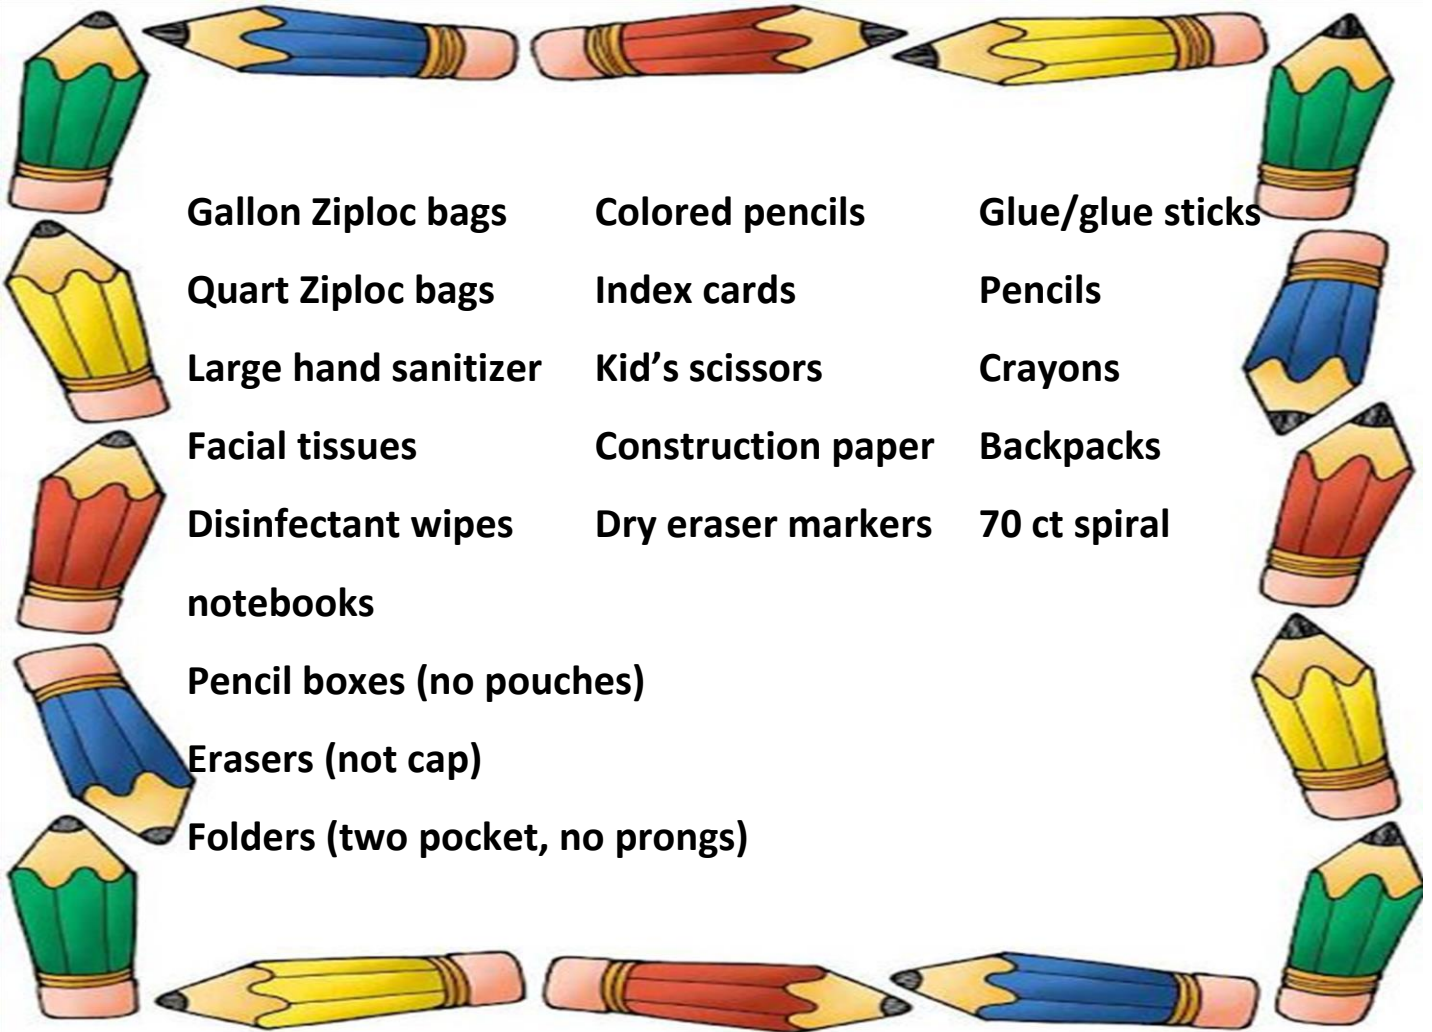 Gallon Ziploc bags Colored pencils Glue/glue sticks
Quart Ziploc bags Index cards Pencils
Large hand sanitizer Kid’s scissors Crayons
Facial tissues Construction paper Backpacks
Disinfectant wipes Dry eraser markers 70 ct spiral
notebooks
Pencil boxes (no pouches)
Erasers (not cap)
Folders (two pocket, no prongs)